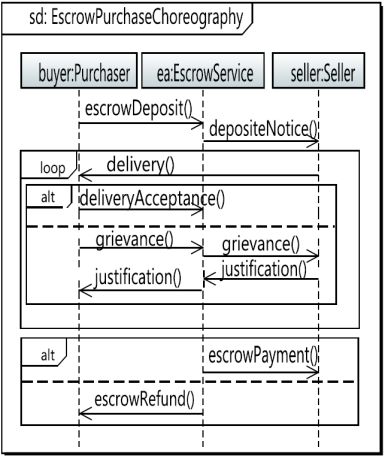 sd: EscrowPurchaseChoreography
buyer:Purchaser ea:EscrowService seller:Seller
escrowDeposit()
depositeNotice()
loop
delivery()
alt
deliveryAcceptance()
grievance()
grievance()
justification()
justification()
alt
escrowPayment()
escrowRefund()